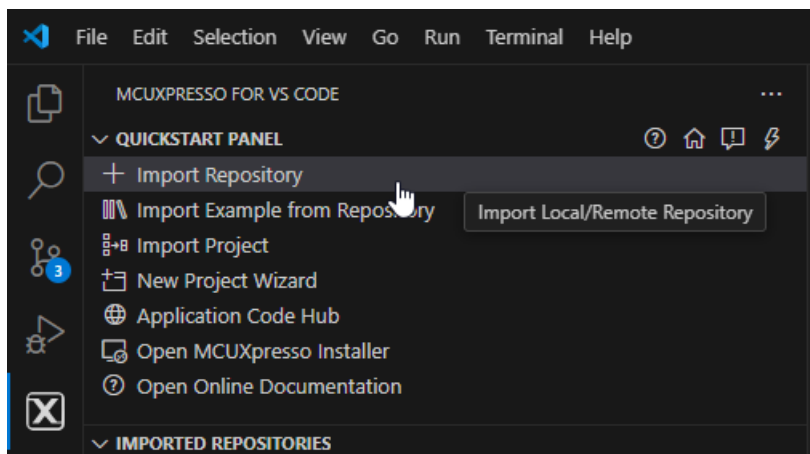 File Edit Selection View Go Run Terminal Help
MCUXPRESSO FOR VS CODE
QUICKSTART PANEL
Import Repository
Import Example from Repository
Import Local/Remote Repository
3
Import Project
New Project Wizard
Application Code Hub
Open MCUXpresso Installer
Open Online Documentation
IMPORTED REPOSITORIES